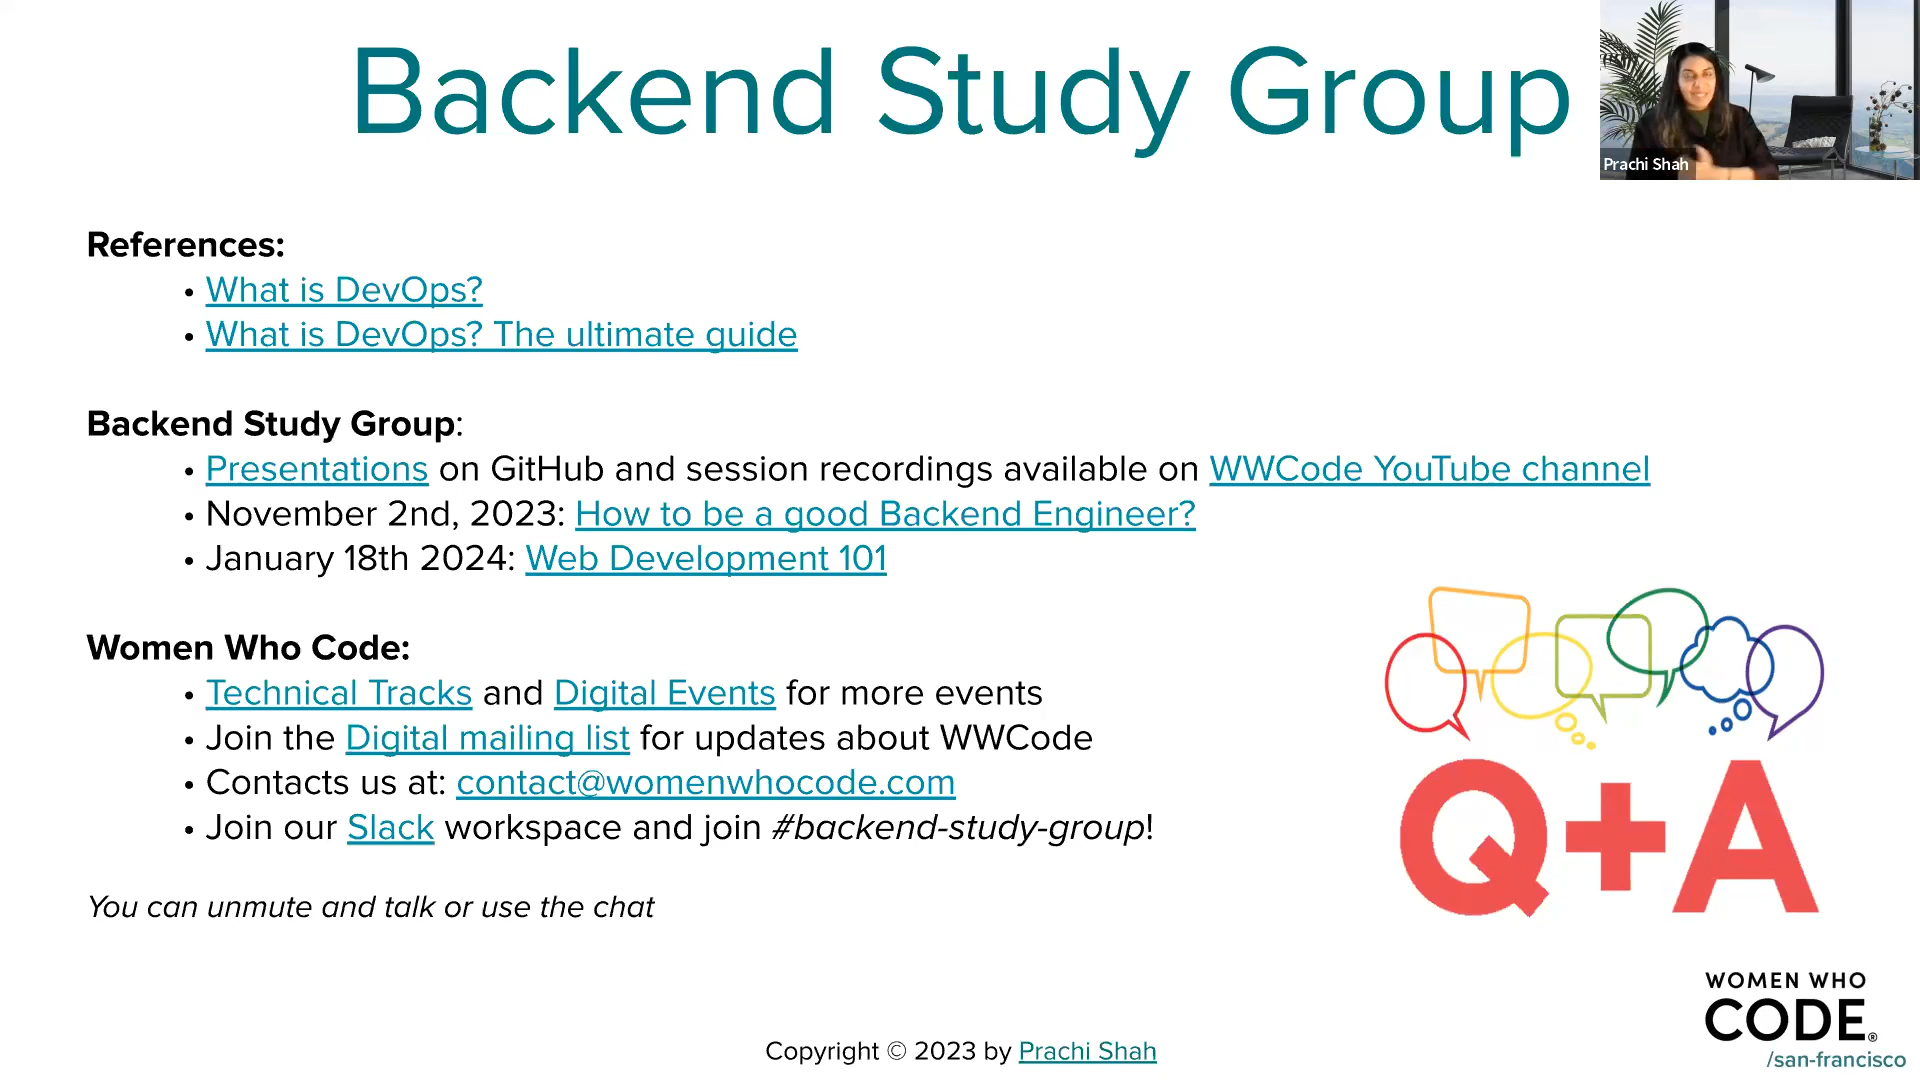 Backend Study Group
Prachi Shah
References:
• What is DevOps?
• What is DevOps? The ultimate guide
Backend Study Group:
• Presentations on GitHub and session recordings available on WWCode YouTube channel
• November 2nd, 2023: How to be a good Backend Engineer?
• January 18th 2024: Web Development 101
Women Who Code:
• Technical Tracks and Digital Events for more events
• Join the Digital mailing list for updates about WWCode
• Contacts us at: contact@womenwhocode.com
• Join our Slack workspace and join #backend-study-group!
You can unmute and talk or use the chat
Q+A
WOMEN WHO
CODE®
/san-francisco
Copyright © 2023 by Prachi Shah